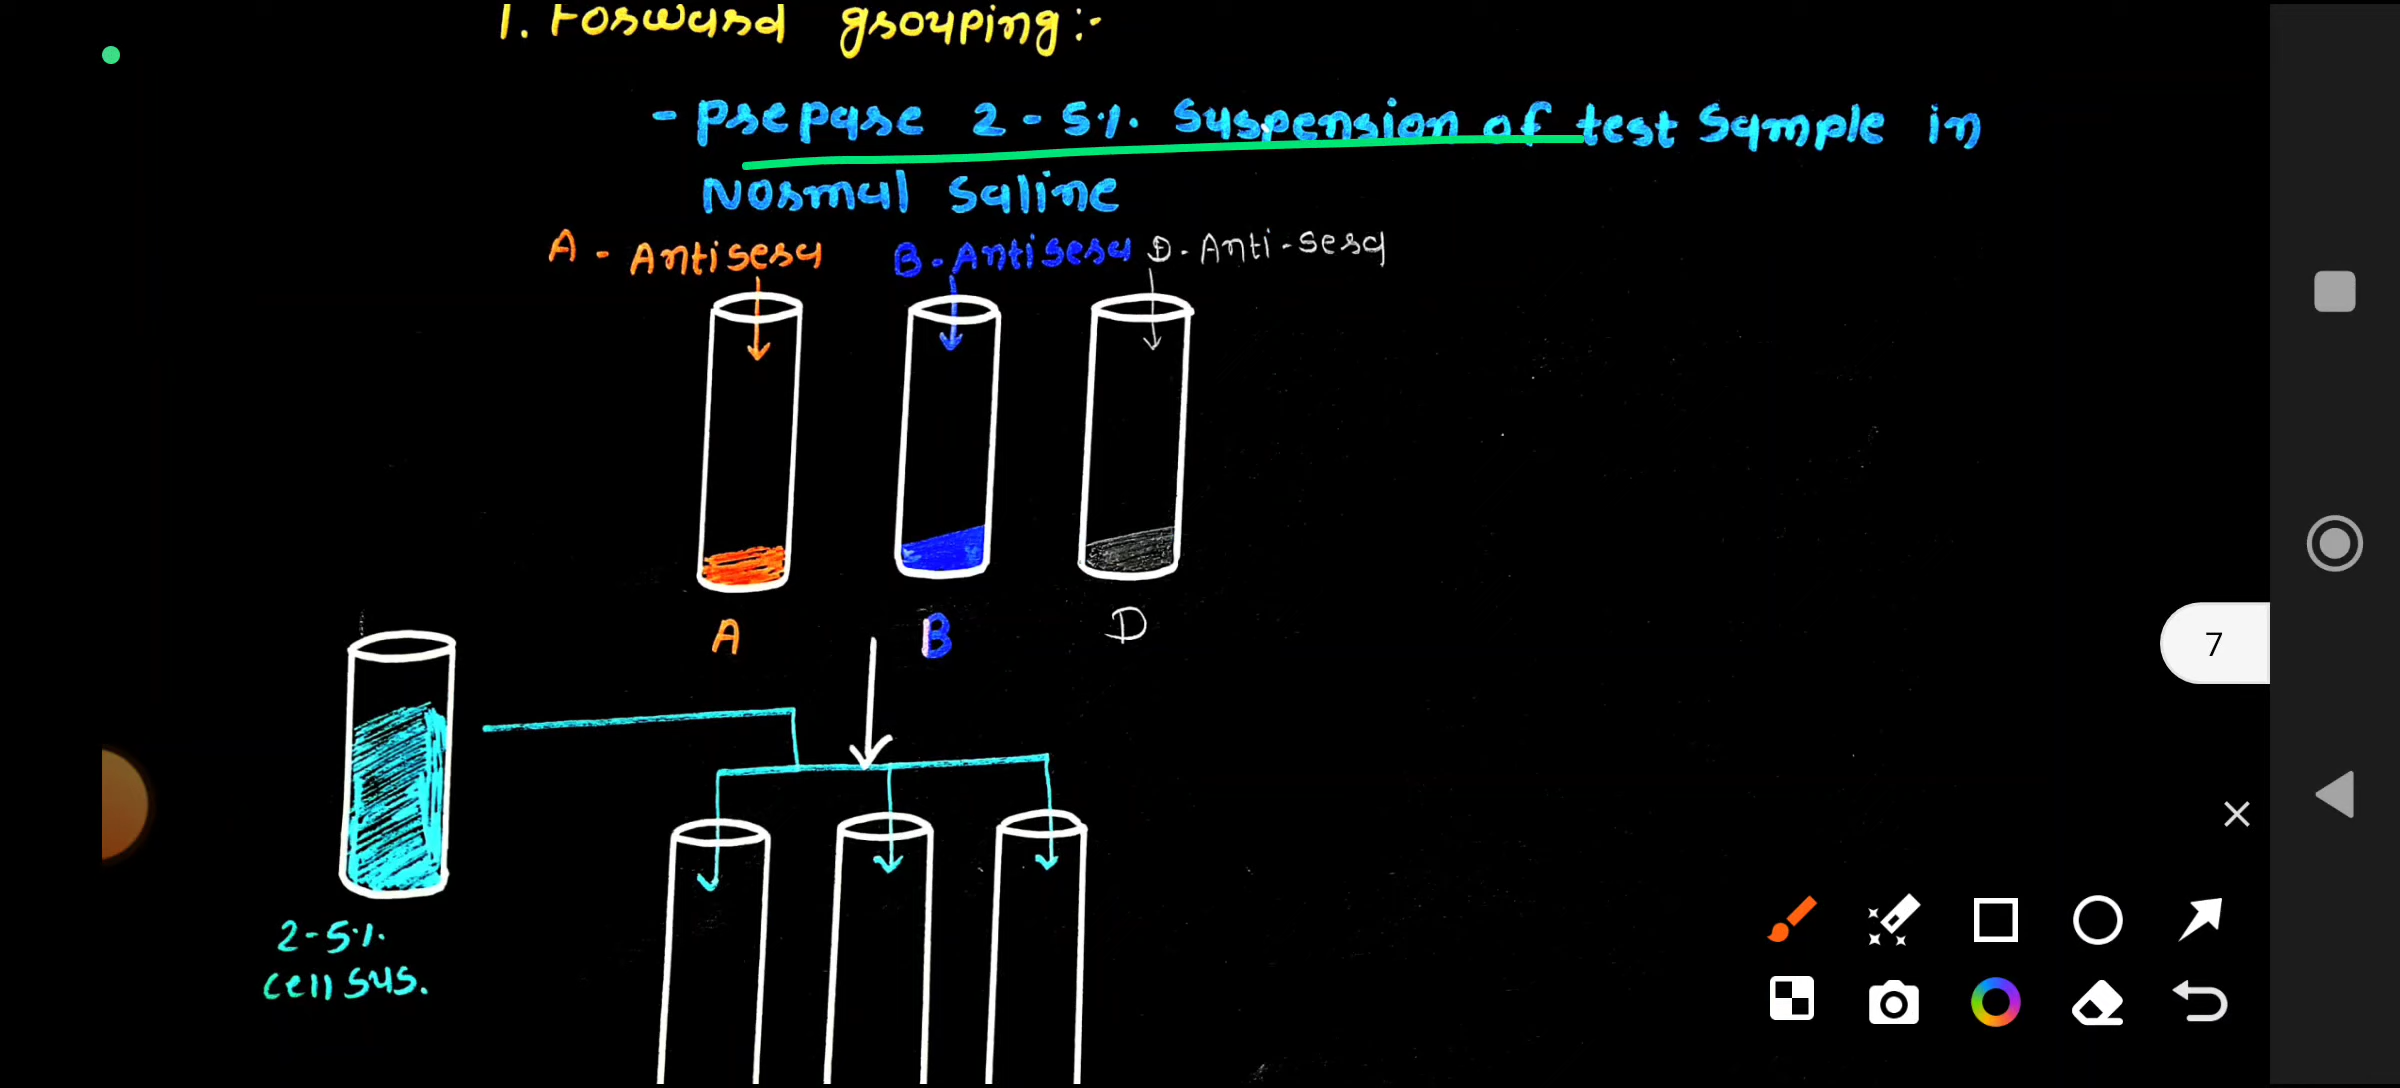 1. Forward grouping :-
- Prepare 2-5%. Suspension of test Sample in
Normal Saline
A - Antisera B - Antisera D - Anti-sera
A B D
2-5%.
cell sus.
7